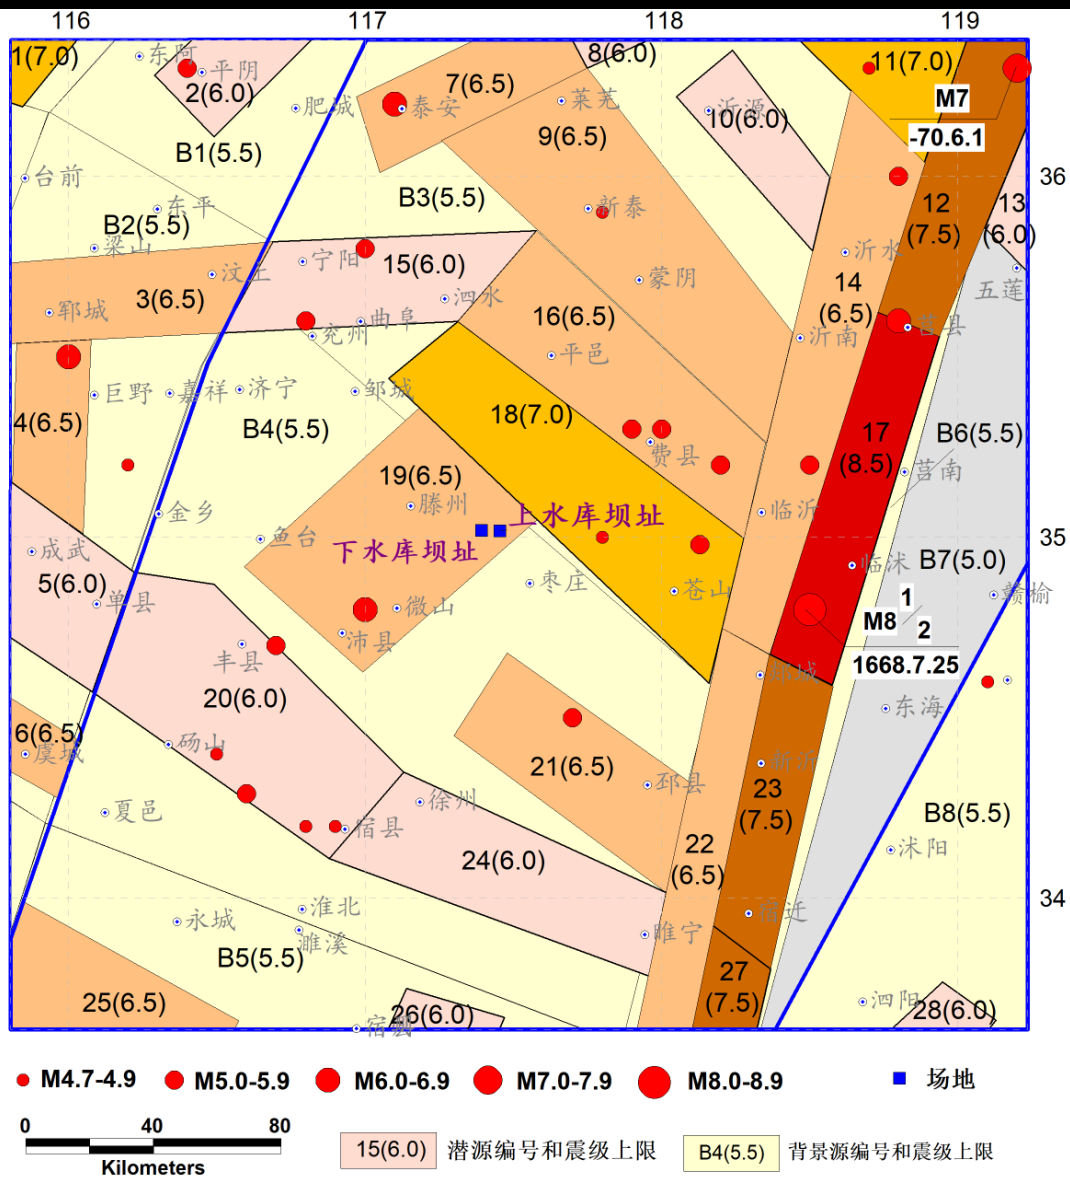 116
117
118
119
1(7.0)
东阿
平阴
2(6.0)
肥城
7(6.5)
泰安
8(6.0)
莱芜
9(6.5)
沂源
10(6.0)
11(7.0)
M7
-70.6.1
B1(5.5)
台前
36
东平
B2(5.5)
梁山
B3(5.5)
新泰
12
(7.5)
13
(6.0)
沂水
五莲
宁阳
15(6.0)
汶上
3(6.5)
泗水
蒙阴
14
(6.5)
郓城
曲阜
兖州
16(6.5)
平邑
沂南
莒县
巨野
嘉祥
济宁
邹城
4(6.5)
B4(5.5)
18(7.0)
费县
17
(8.5)
B6(5.5)
19(6.5)
滕州
莒南
金乡
上水库坝址
临沂
鱼台
下水库坝址
35
成武
5(6.0)
单县
枣庄
苍山
临沭
B7(5.0)
赣榆
微山
沛县
M8
1
2
1668.7.25
丰县
20(6.0)
郯城
东海
6(6.5)
虞城
砀山
21(6.5)
邳县
新沂
23
(7.5)
夏邑
徐州
宿县
B8(5.5)
沭阳
22
(6.5)
24(6.0)
34
永城
淮北
濉溪
睢宁
宿迁
B5(5.5)
27
(7.5)
25(6.5)
26(6.0)
泗阳
28(6.0)
M4.7-4.9
M5.0-5.9
M6.0-6.9
M7.0-7.9
M8.0-8.9
场地
0
40
80
Kilometers
15(6.0)
潜源编号和震级上限
B4(5.5)
背景源编号和震级上限